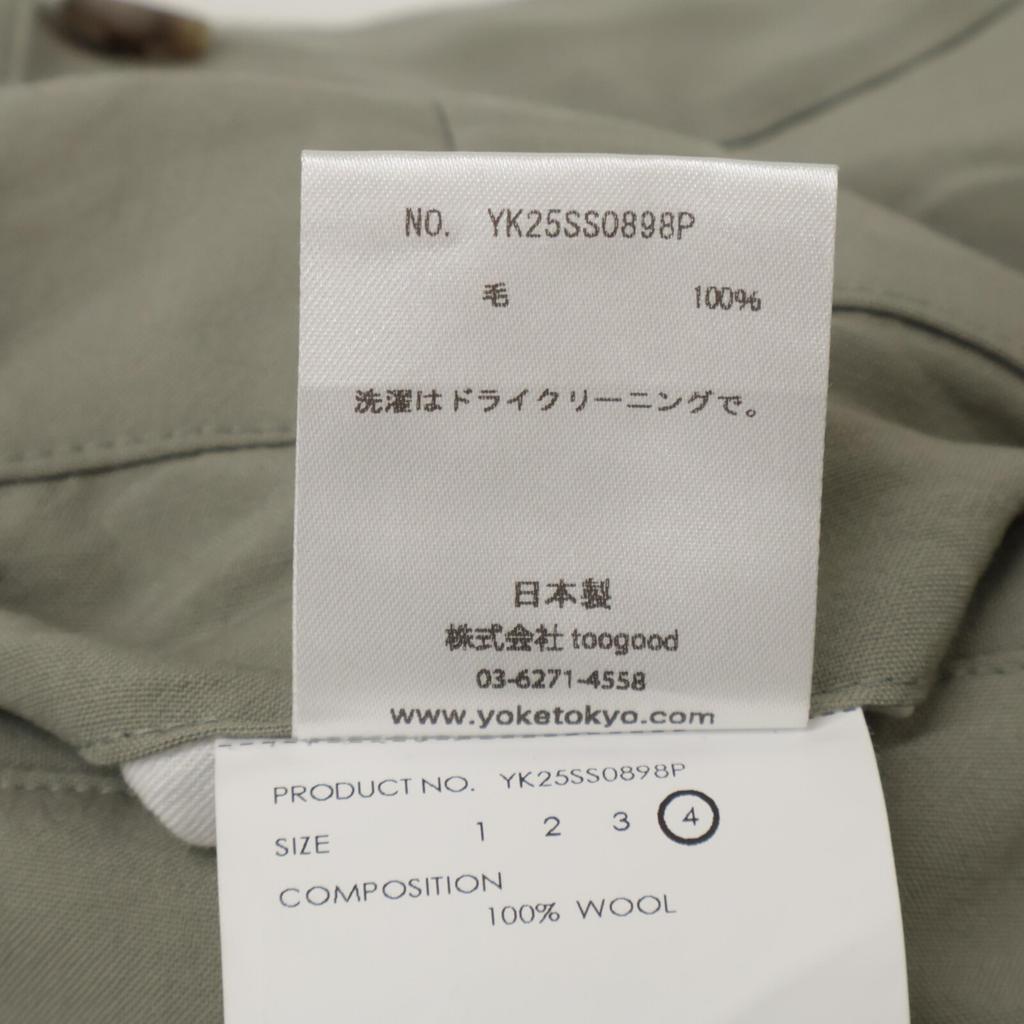 NO. YK25SS0898P
毛 100%
洗濯はドライクリーニングで。
日本製
株式会社 toogood
03-6271-4558
www.yoketokyo.com
PRODUCT NO. YK25SS0898P
SIZE 1 2 3 4
COMPOSITION
100% WOOL